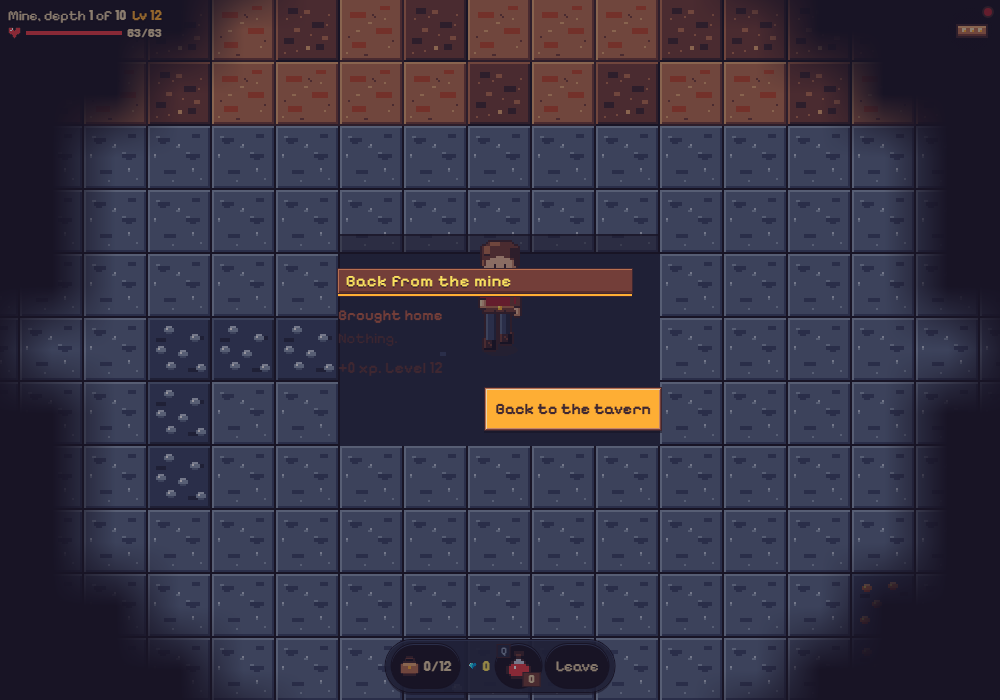 Mine, depth 1 of 10 Lv 12
63/63
Back from the mine
Brought home
Nothing.
+0 xp. Level 12
Back to the tavern
0/12
0
Q
0
Leave